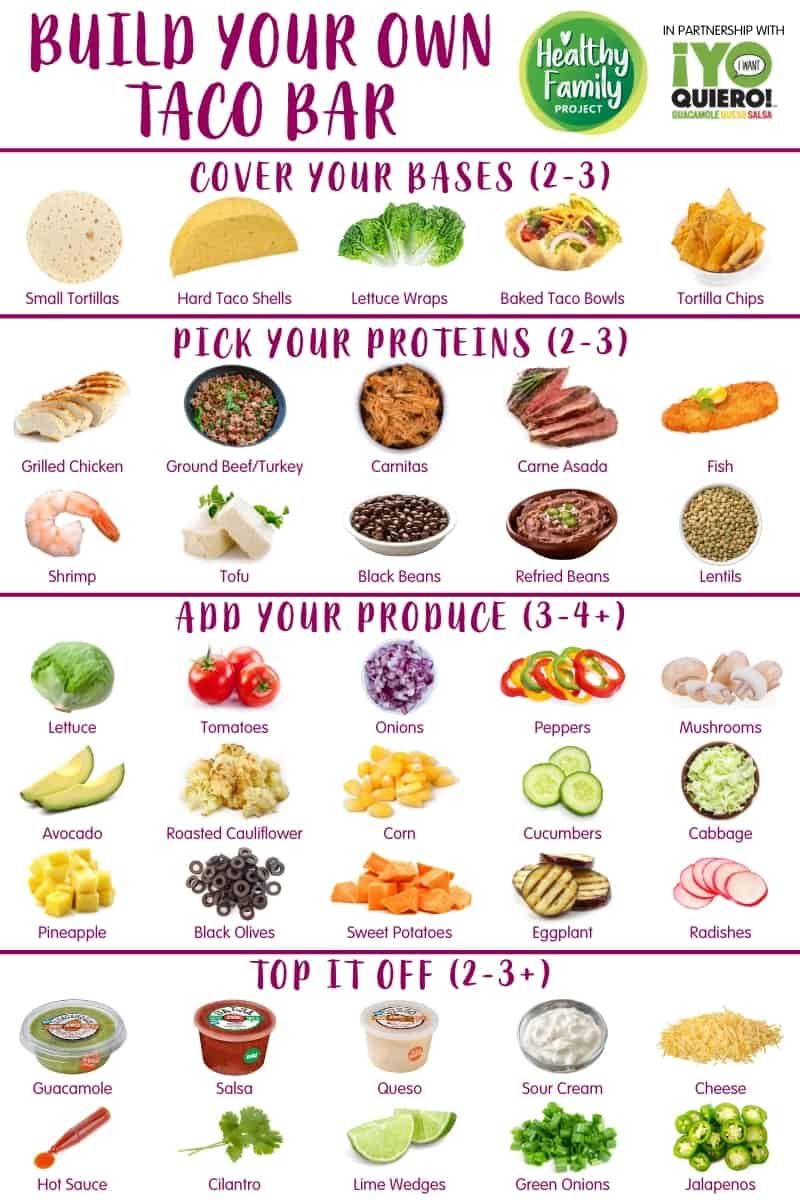 BUILD YOUR OWN
TACO BAR
Healthy
Family
PROJECT
IN PARTNERSHIP WITH
¡YO
I WANT
QUIERO!
GUACAMOLE QUESO SALSA
COVER YOUR BASES (2-3)
Small Tortillas
Hard Taco Shells
Lettuce Wraps
Baked Taco Bowls
Tortilla Chips
PICK YOUR PROTEINS (2-3)
Grilled Chicken
Ground Beef/Turkey
Carnitas
Carne Asada
Fish
Shrimp
Tofu
Black Beans
Refried Beans
Lentils
ADD YOUR PRODUCE (3-4+)
Lettuce
Tomatoes
Onions
Peppers
Mushrooms
Avocado
Roasted Cauliflower
Corn
Cucumbers
Cabbage
Pineapple
Black Olives
Sweet Potatoes
Eggplant
Radishes
TOP IT OFF (2-3+)
Guacamole
Salsa
Queso
Sour Cream
Cheese
Hot Sauce
Cilantro
Lime Wedges
Green Onions
Jalapenos